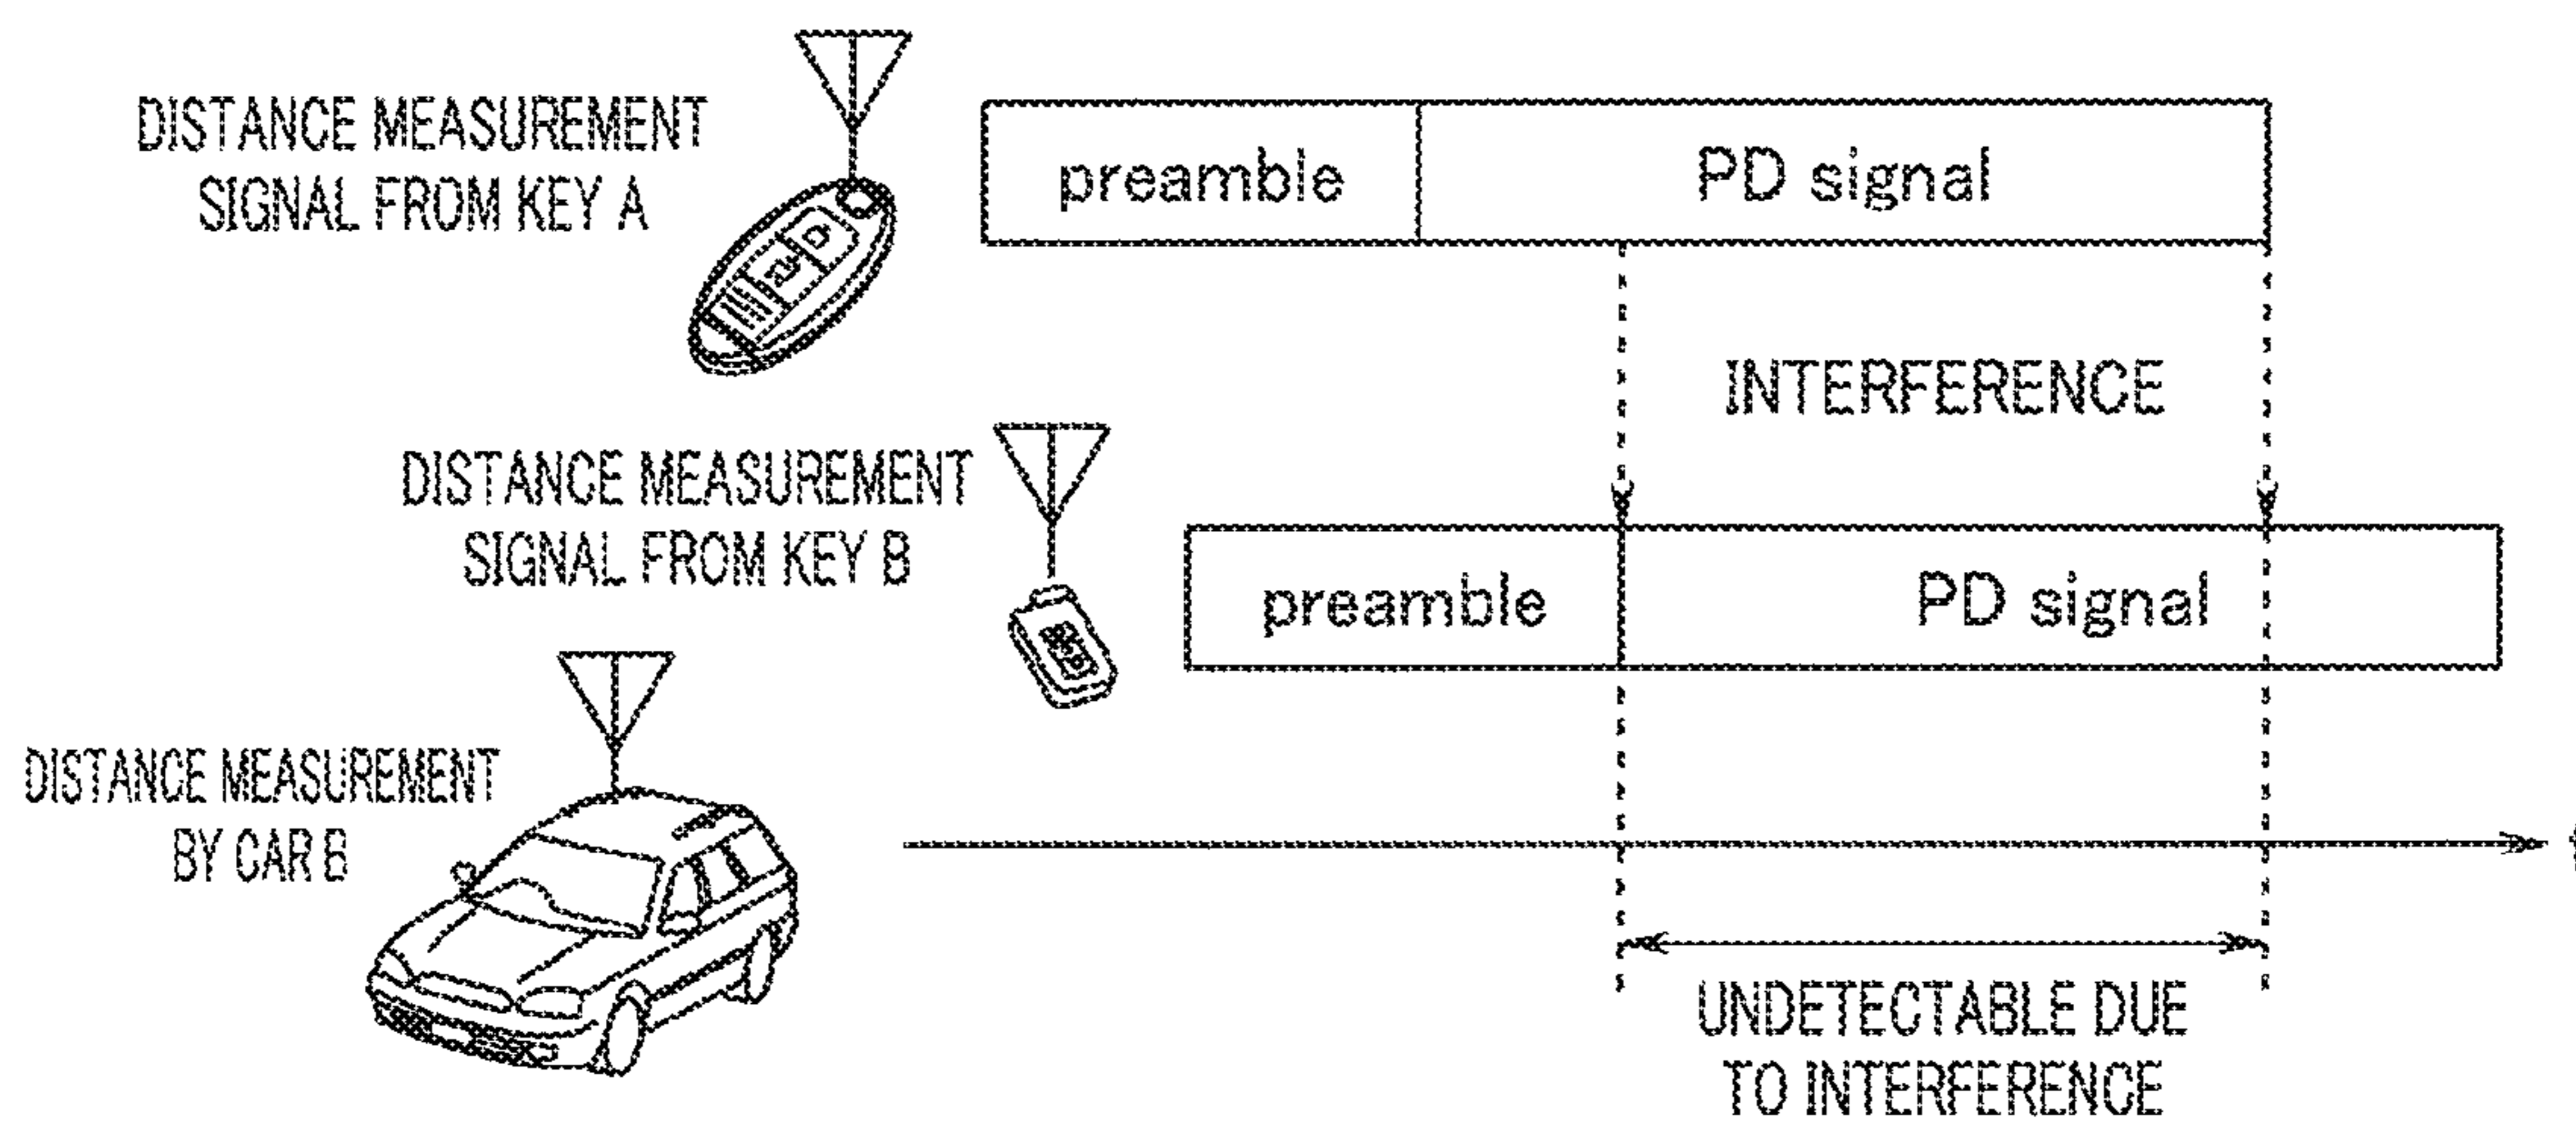 DISTANCE MEASUREMENT
SIGNAL FROM KEY A
preamble
PD signal
INTERFERENCE
DISTANCE MEASUREMENT
SIGNAL FROM KEY B
preamble
PD signal
DISTANCE MEASUREMENT
BY CAR B
UNDETECTABLE DUE
TO INTERFERENCE